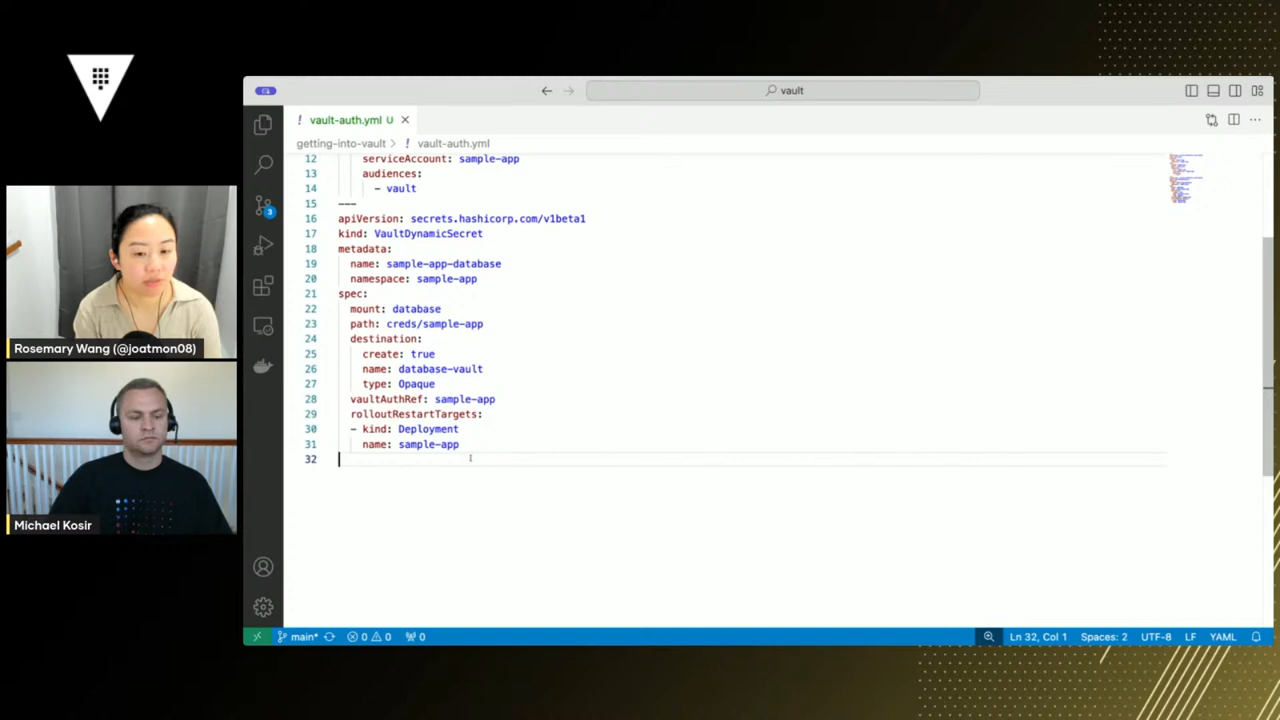 vault
vault-auth.yml U
getting-into-vault > ! vault-auth.yml
12 serviceAccount: sample-app
13 audiences:
14 - vault
15 ---
16 apiVersion: secrets.hashicorp.com/v1beta1
17 kind: VaultDynamicSecret
18 metadata:
19 name: sample-app-database
20 namespace: sample-app
21 spec:
22 mount: database
23 path: creds/sample-app
24 destination:
25 create: true
26 name: database-vault
27 type: Opaque
28 vaultAuthRef: sample-app
29 rolloutRestartTargets:
30 - kind: Deployment
31 name: sample-app
32
3
Rosemary Wang (@joatmon08)
Michael Kosir
main* 0 0 0 Ln 32, Col 1 Spaces: 2 UTF-8 LF YAML